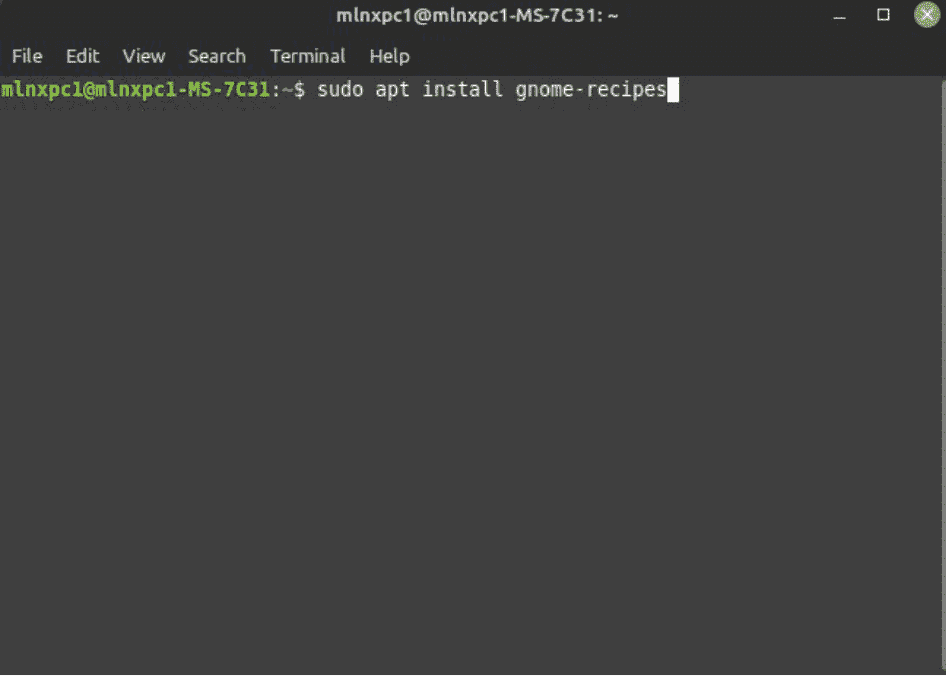 mlnxpc1@mlnxpc1-MS-7C31: ~
File Edit View Search Terminal Help
mlnxpc1@mlnxpc1-MS-7C31:~$ sudo apt install gnome-recipes